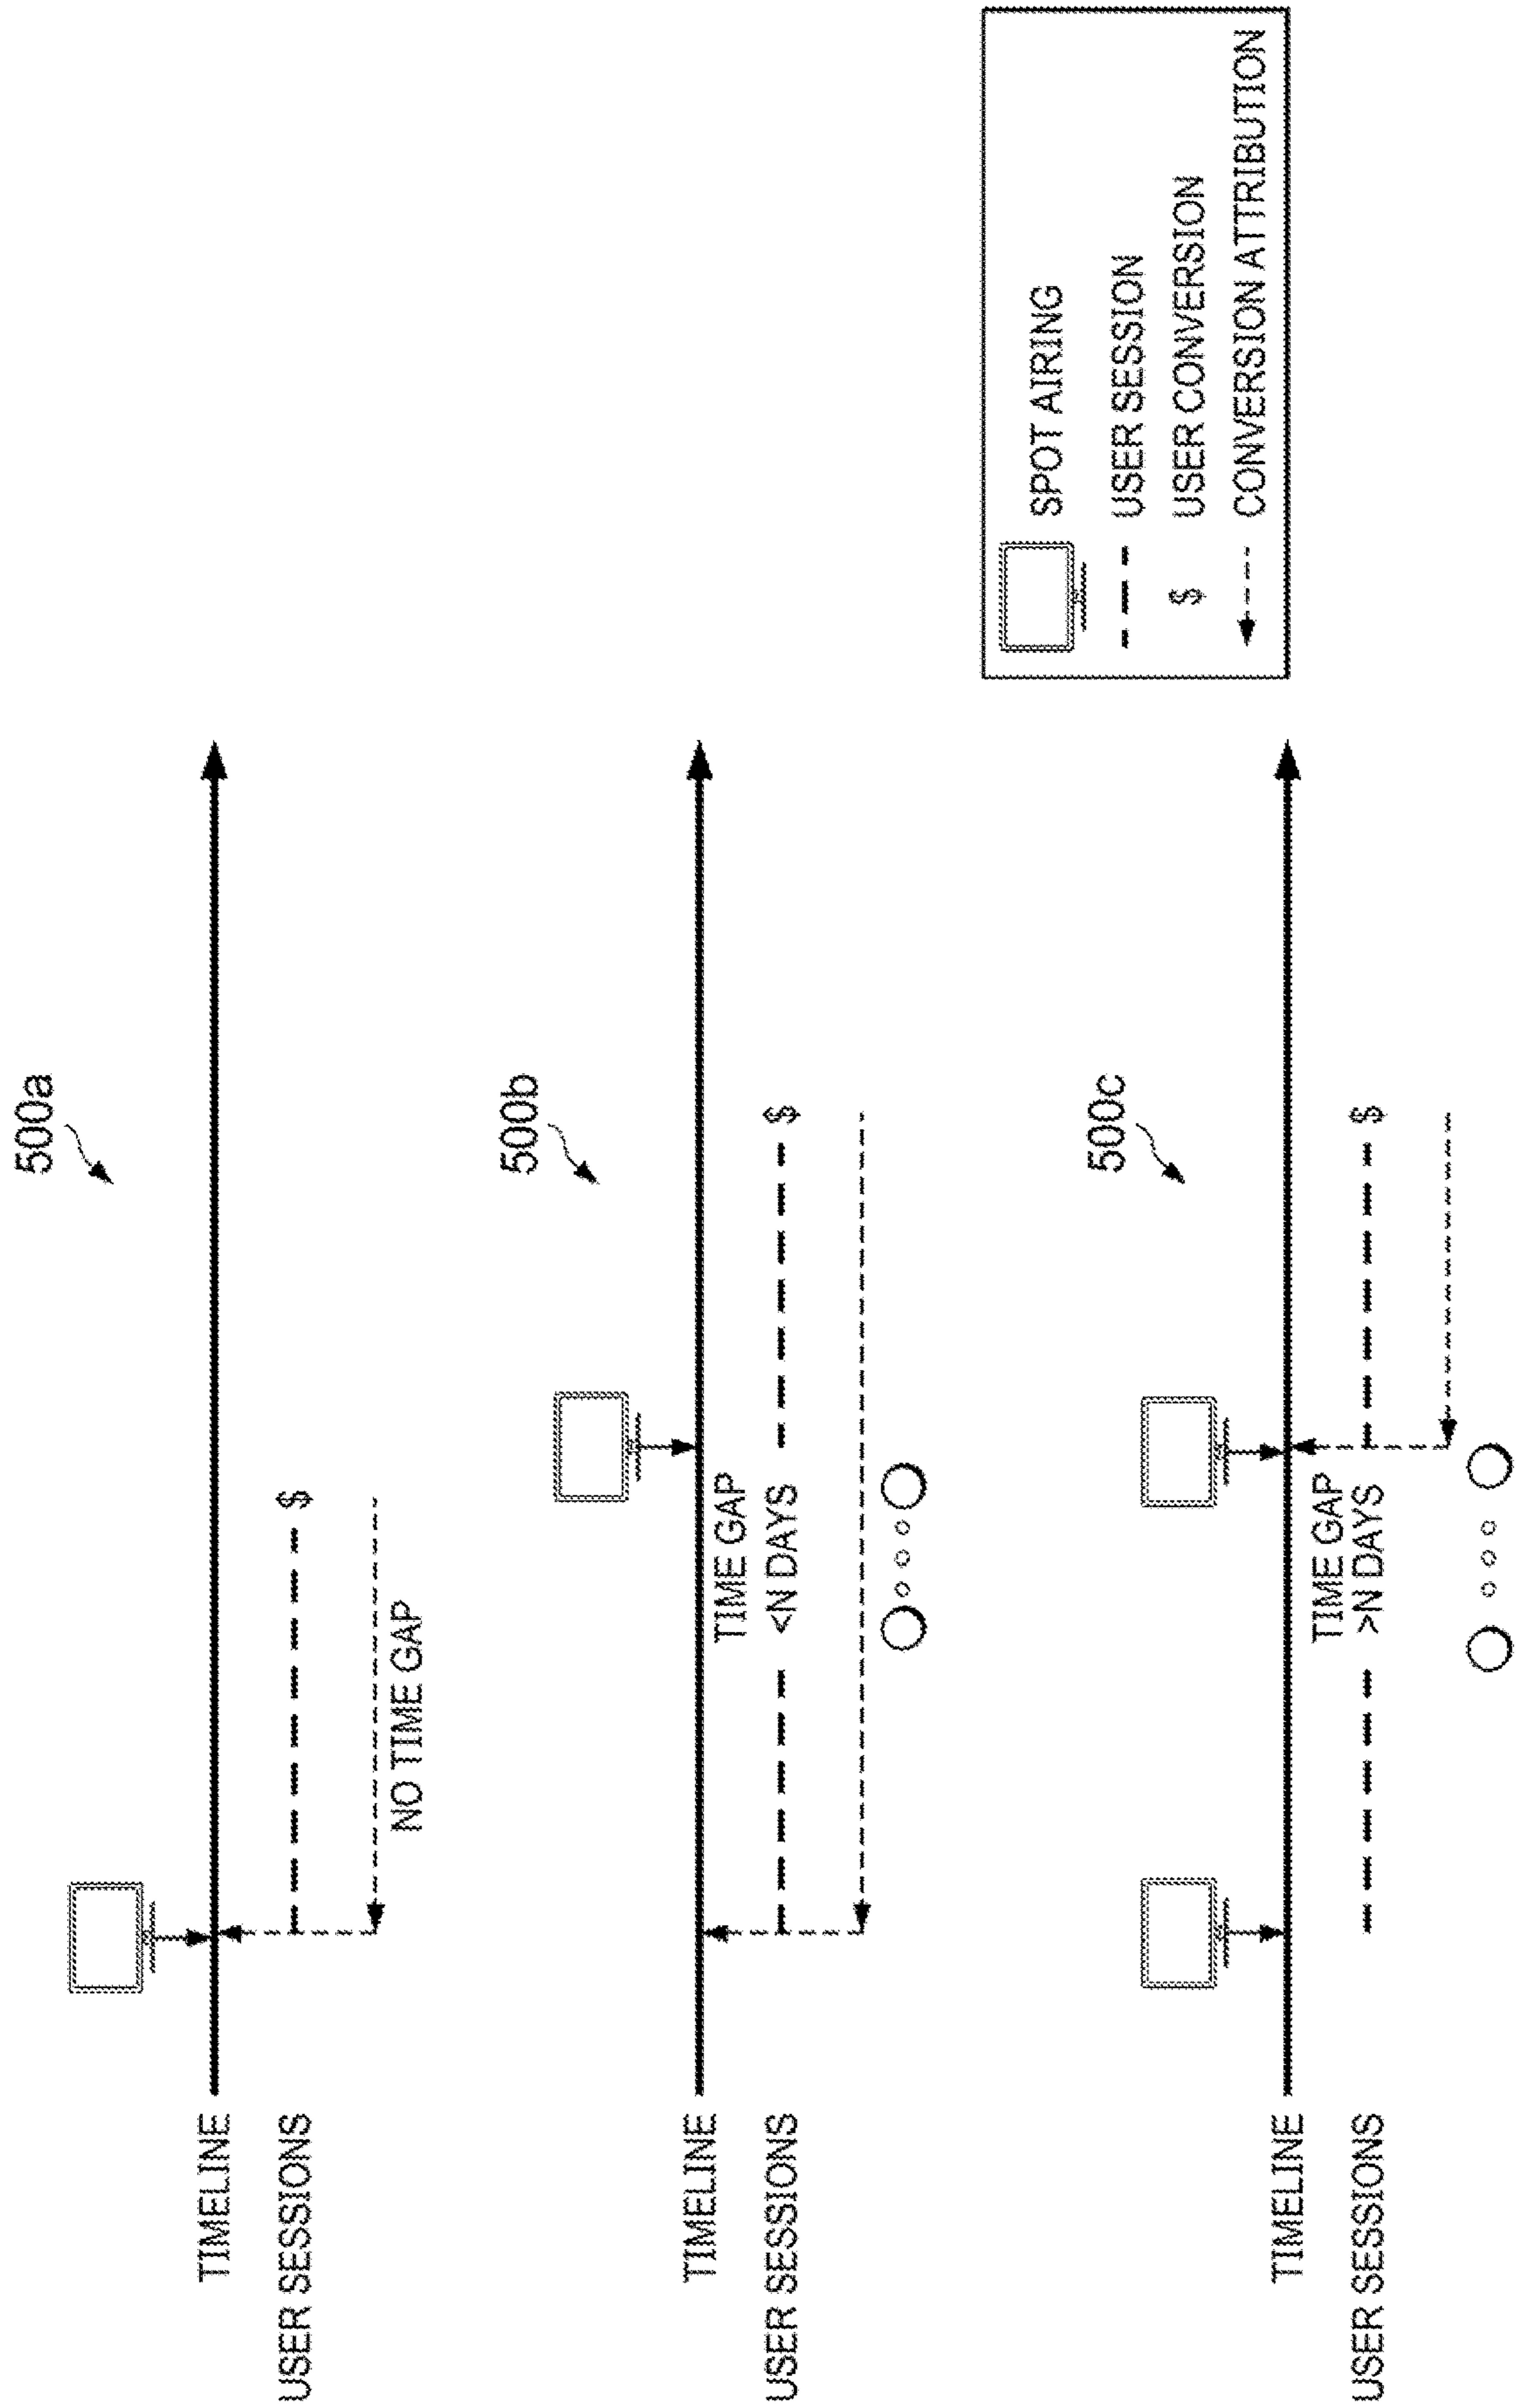 500a
TIMELINE
USER SESSIONS
$
NO TIME GAP
500b
TIMELINE
TIME GAP
USER SESSIONS
<N DAYS
$
500c
TIMELINE
TIME GAP
USER SESSIONS
>N DAYS
$
SPOT AIRING
USER SESSION
$ USER CONVERSION
CONVERSION ATTRIBUTION